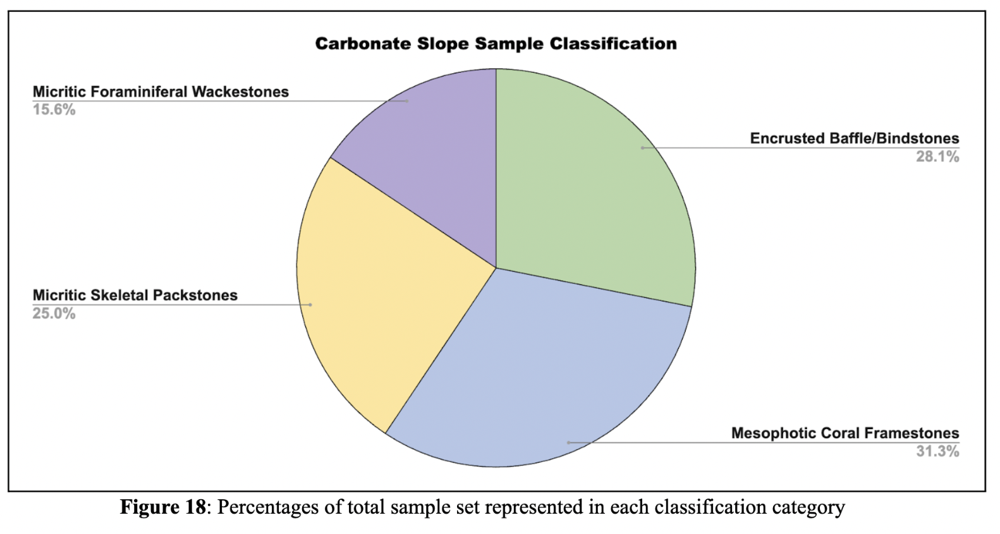 Carbonate Slope Sample Classification
Micritic Foraminiferal Wackestones
15.6%
Encrusted Baffle/Bindstones
28.1%
Micritic Skeletal Packstones
25.0%
Mesophotic Coral Framestones
31.3%
Figure 18: Percentages of total sample set represented in each classification category